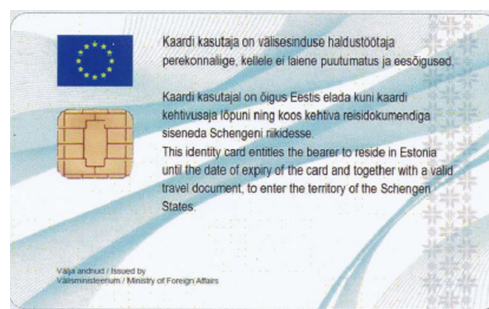 Kaardi kasutaja on välisesinduse haldustöötaja
perekonnaliige, kellele ei laiene puutumatus ja eesõigused.
Kaardi kasutajal on õigus Eestis elada kuni kaardi
kehtivusaja lõpuni ning koos kehtiva reisidokumendiga
siseneda Schengeni riikidesse.
This identity card entitles the bearer to reside in Estonia
until the date of expiry of the card and together with a valid
travel document, to enter the territory of the Schengen
States.
Välja andnud / Issued by
Välisministeerium / Ministry of Foreign Affairs